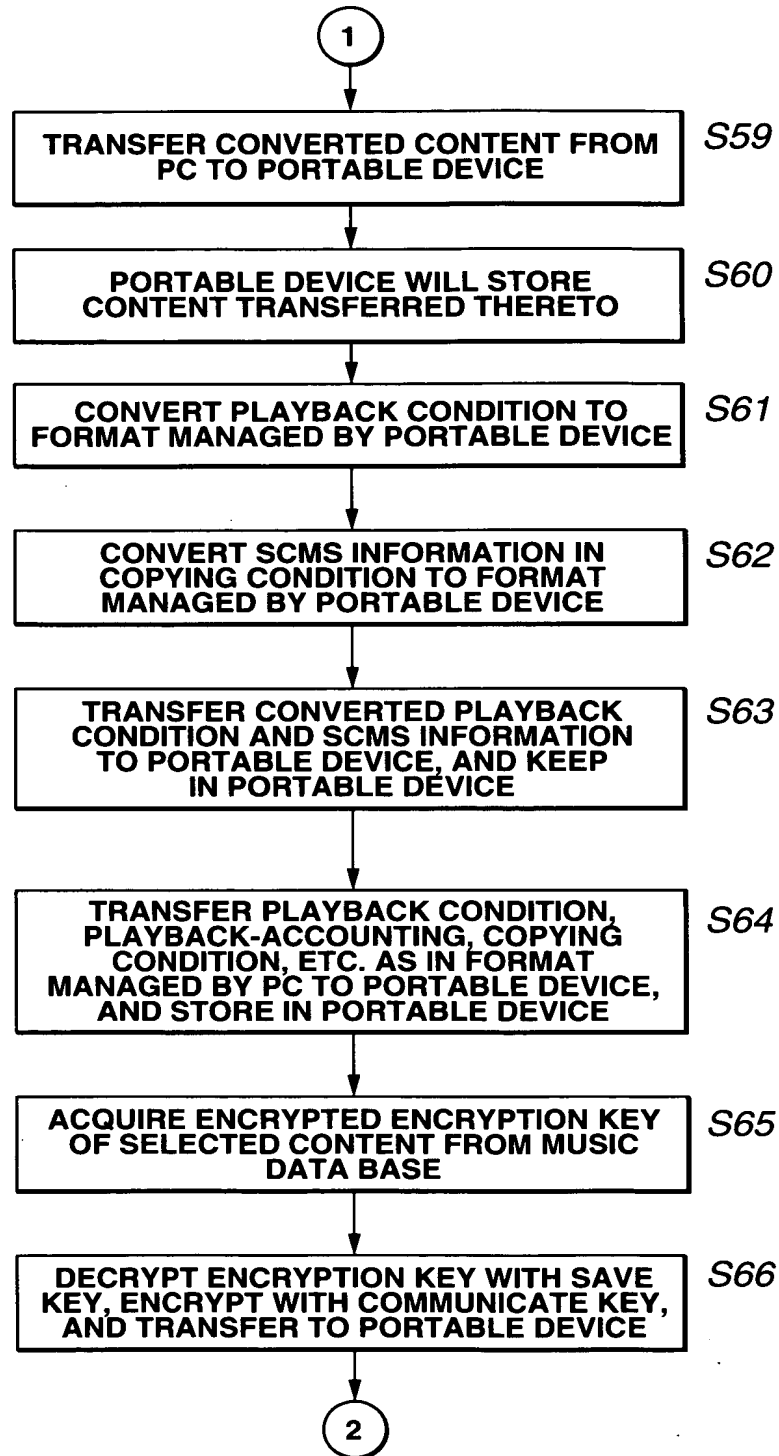 1
TRANSFER CONVERTED CONTENT FROM
PC TO PORTABLE DEVICE
S59
PORTABLE DEVICE WILL STORE
CONTENT TRANSFERRED THERETO
S60
CONVERT PLAYBACK CONDITION TO
FORMAT MANAGED BY PORTABLE DEVICE
S61
CONVERT SCMS INFORMATION IN
COPYING CONDITION TO FORMAT
MANAGED BY PORTABLE DEVICE
S62
TRANSFER CONVERTED PLAYBACK
CONDITION AND SCMS INFORMATION
TO PORTABLE DEVICE, AND KEEP
IN PORTABLE DEVICE
S63
TRANSFER PLAYBACK CONDITION,
PLAYBACK-ACCOUNTING, COPYING
CONDITION, ETC. AS IN FORMAT
MANAGED BY PC TO PORTABLE DEVICE,
AND STORE IN PORTABLE DEVICE
S64
ACQUIRE ENCRYPTED ENCRYPTION KEY
OF SELECTED CONTENT FROM MUSIC
DATA BASE
S65
DECRYPT ENCRYPTION KEY WITH SAVE
KEY, ENCRYPT WITH COMMUNICATE KEY,
AND TRANSFER TO PORTABLE DEVICE
S66
2